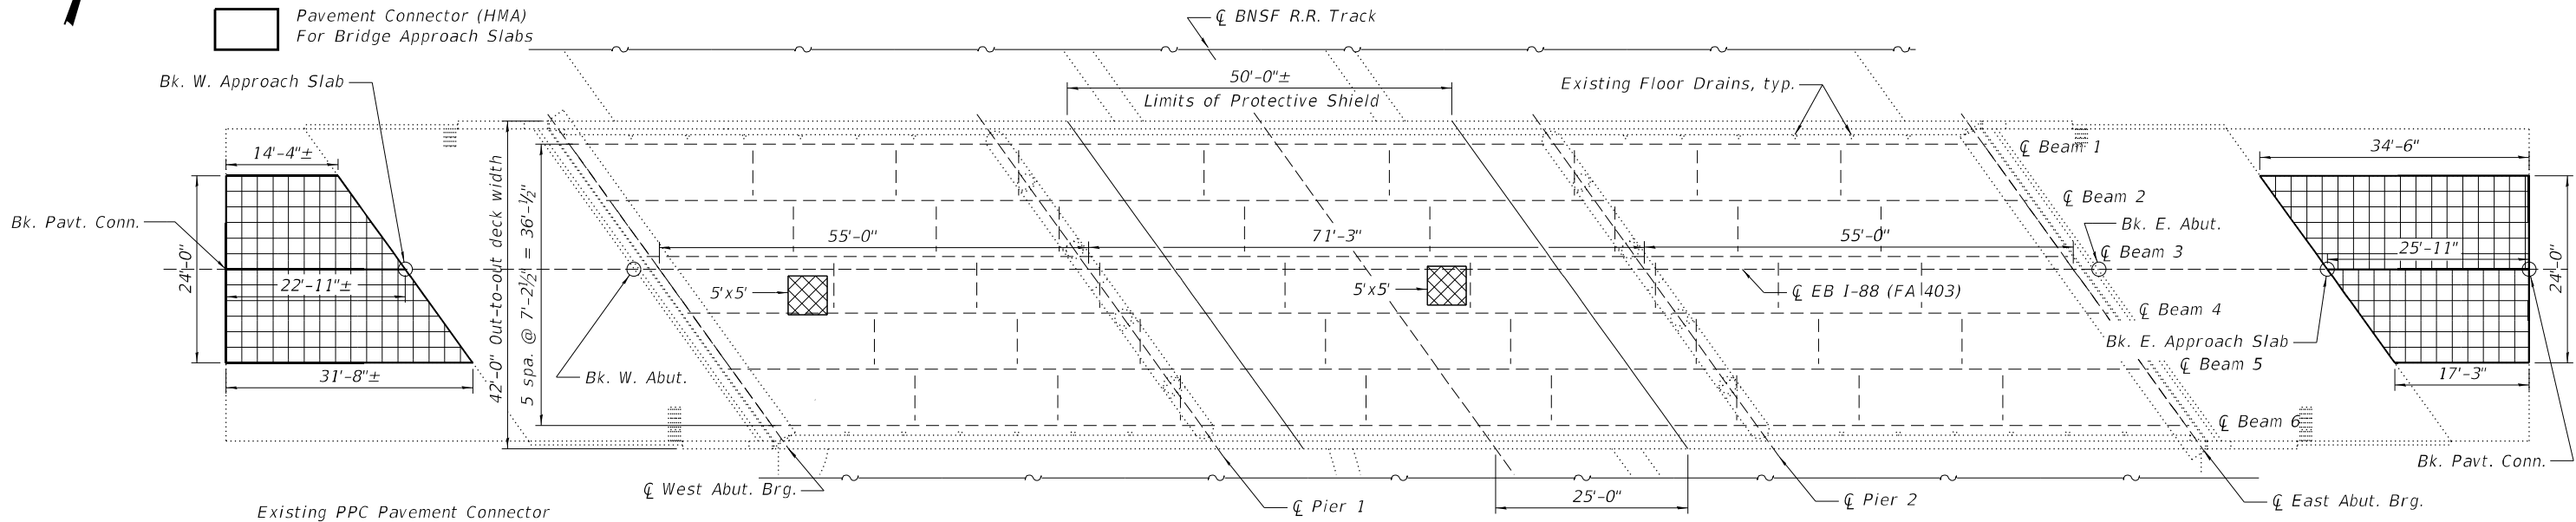 Pavement Connector (HMA)
For Bridge Approach Slabs
℄ BNSF R.R. Track
Bk. W. Approach Slab
50'-0"±
Limits of Protective Shield
Existing Floor Drains, typ.
14'-4"±
℄ Beam 1
34'-6"
℄ Beam 2
Bk. Pavt. Conn.
24'-0"
22'-11"±
31'-8"±
42'-0" Out-to-out deck width
5 spa. @ 7'-2½" = 36'-½"
55'-0"
71'-3"
55'-0"
Bk. E. Abut.
℄ Beam 3
25'-11"
24'-0"
5'x5'
5'x5'
℄ EB I-88 (FA 403)
℄ Beam 4
Bk. E. Approach Slab
℄ Beam 5
17'-3"
Bk. W. Abut.
℄ Beam 6
Bk. Pavt. Conn.
℄ West Abut. Brg.
25'-0"
℄ Pier 1
℄ Pier 2
℄ East Abut. Brg.
Existing PPC Pavement Connector